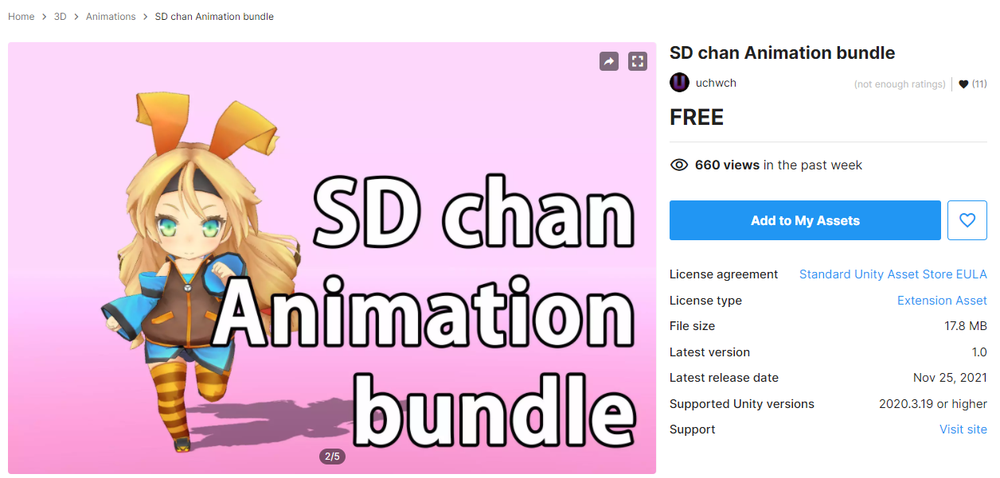 Home > 3D > Animations > SD chan Animation bundle
SD chan
Animation
bundle
2/5
SD chan Animation bundle
U uchwch
(not enough ratings) | (11)
FREE
660 views in the past week
Add to My Assets
License agreement Standard Unity Asset Store EULA
License type Extension Asset
File size 17.8 MB
Latest version 1.0
Latest release date Nov 25, 2021
Supported Unity versions 2020.3.19 or higher
Support Visit site